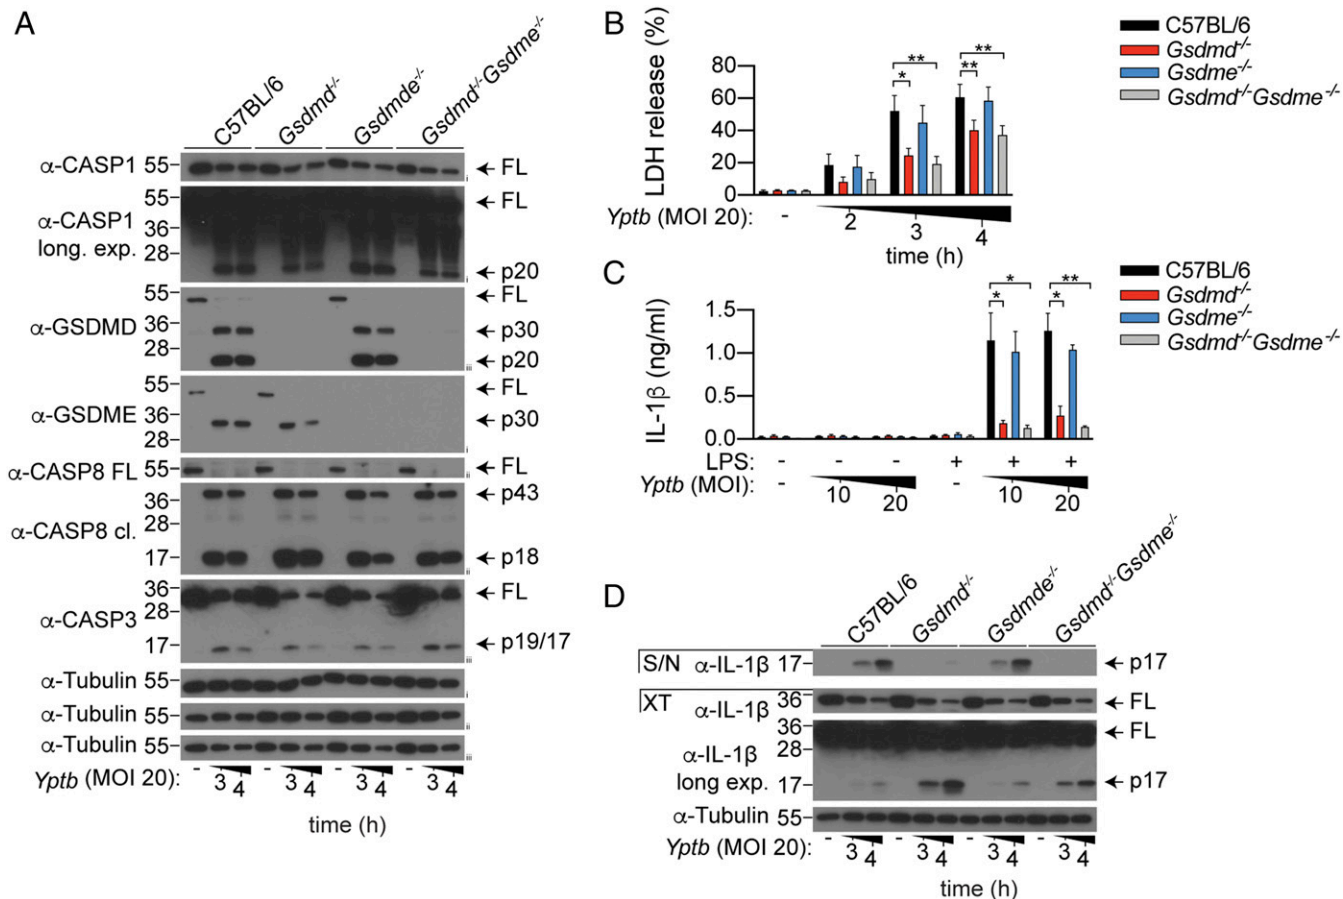 A
C57BL/6
Gsdmd-/-
Gsdmde-/-
Gsdmd-/-Gsdme-/-
α-CASP1 55 FL
i
α-CASP1
long. exp.
55 FL
36
28
p20
i
α-GSDMD
55 FL
36 p30
28
p20
iii
α-GSDME
55 FL
36 p30
28
i
α-CASP8 FL 55 FL
ii
α-CASP8 cl.
36 p43
28
17 p18
ii
α-CASP3
36 FL
28
17 p19/17
iii
α-Tubulin 55
i
α-Tubulin 55
ii
α-Tubulin 55
iii
Yptb (MOI 20): - 3 4 - 3 4 - 3 4 - 3 4
time (h)
B
LDH release (%)
80
60
40
20
0
* ** ** **
Yptb (MOI 20): - 2 3 4
time (h)
C57BL/6
Gsdmd-/-
Gsdme-/-
Gsdmd-/-Gsdme-/-
C
IL-1β (ng/ml)
1.5
1.0
0.5
0.0
* * * **
LPS: - - - + + +
Yptb (MOI): - 10 20 - 10 20
C57BL/6
Gsdmd-/-
Gsdme-/-
Gsdmd-/-Gsdme-/-
D
C57BL/6
Gsdmd-/-
Gsdmde-/-
Gsdmd-/-Gsdme-/-
S/N α-IL-1β 17 p17
XT α-IL-1β 36 FL
α-IL-1β
long exp.
36 FL
28
17 p17
α-Tubulin 55
Yptb (MOI 20): - 3 4 - 3 4 - 3 4 - 3 4
time (h)